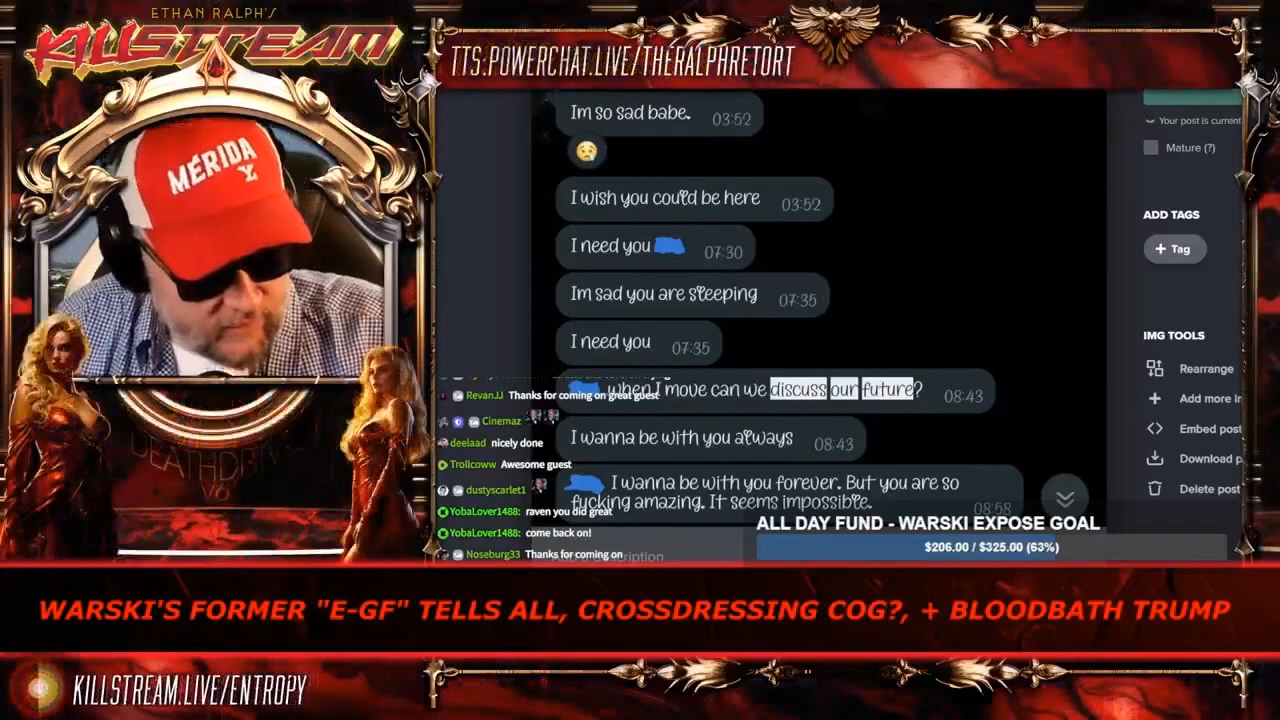 ETHAN RALPH'S
KILLSTREAM
TTS.POWERCHAT.LIVE/THERALPHRETORT
MÉRIDA
Y
Im so sad babe. 03:52
I wish you could be here 03:52
I need you 07:30
Im sad you are sleeping 07:35
I need you 07:35
when I move can we discuss our future? 08:43
I wanna be with you always 08:43
I wanna be with you forever. But you are so
fucking amazing. It seems impossible. 08:58
Your post is current
Mature (?)
ADD TAGS
+ Tag
IMG TOOLS
Rearrange
Add more in
Embed post
Download p
Delete post
RevanJJ Thanks for coming on great guest
Cinemaz
deelaad nicely done
Trollcoww Awesome guest
dustyscarlet1
YobaLover1488: raven you did great
YobaLover1488: come back on!
Noseburg33 Thanks for coming on
description
ALL DAY FUND - WARSKI EXPOSE GOAL
$206.00 / $325.00 (63%)
WARSKI'S FORMER "E-GF" TELLS ALL, CROSSDRESSING COG?, + BLOODBATH TRUMP
KILLSTREAM.LIVE/ENTROPY